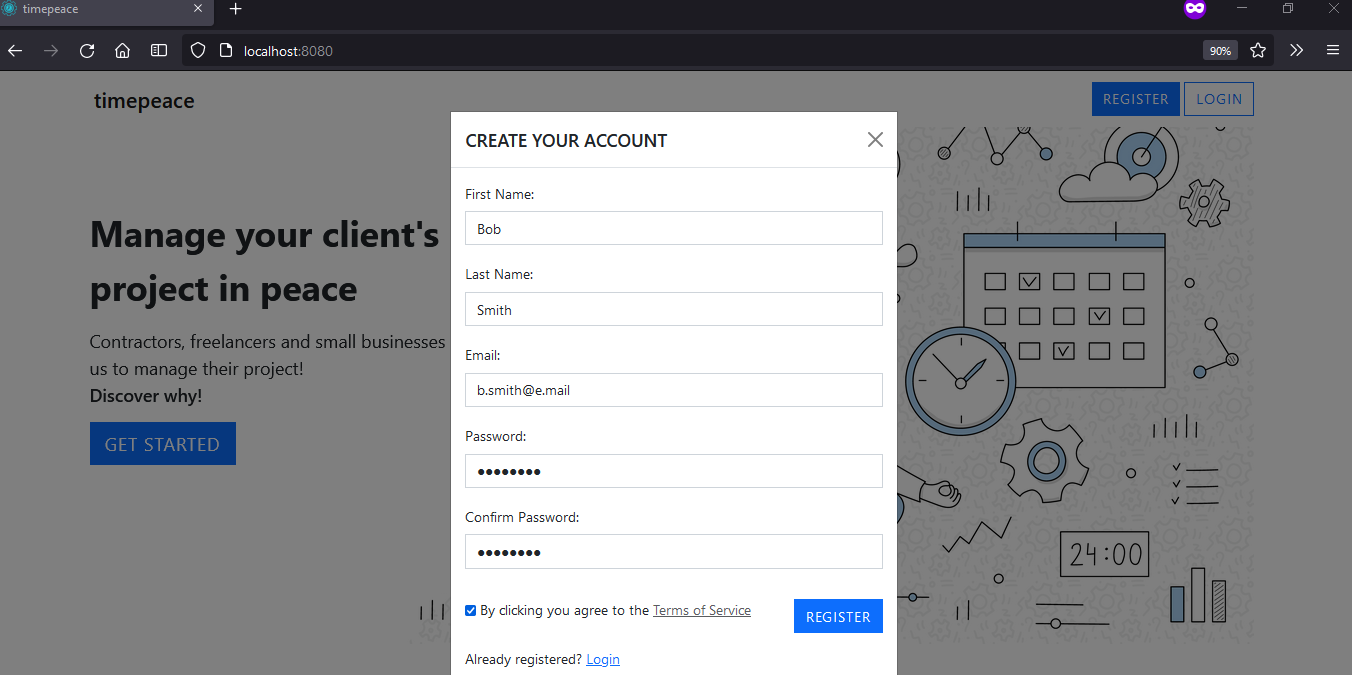 timepeace
localhost:8080
90%
timepeace
REGISTER
LOGIN
Manage your client's
project in peace
Contractors, freelancers and small businesses
us to manage their project!
Discover why!
GET STARTED
CREATE YOUR ACCOUNT
First Name:
Bob
Last Name:
Smith
Email:
b.smith@e.mail
Password:
••••••••
Confirm Password:
••••••••
By clicking you agree to the Terms of Service
REGISTER
Already registered? Login
24:00